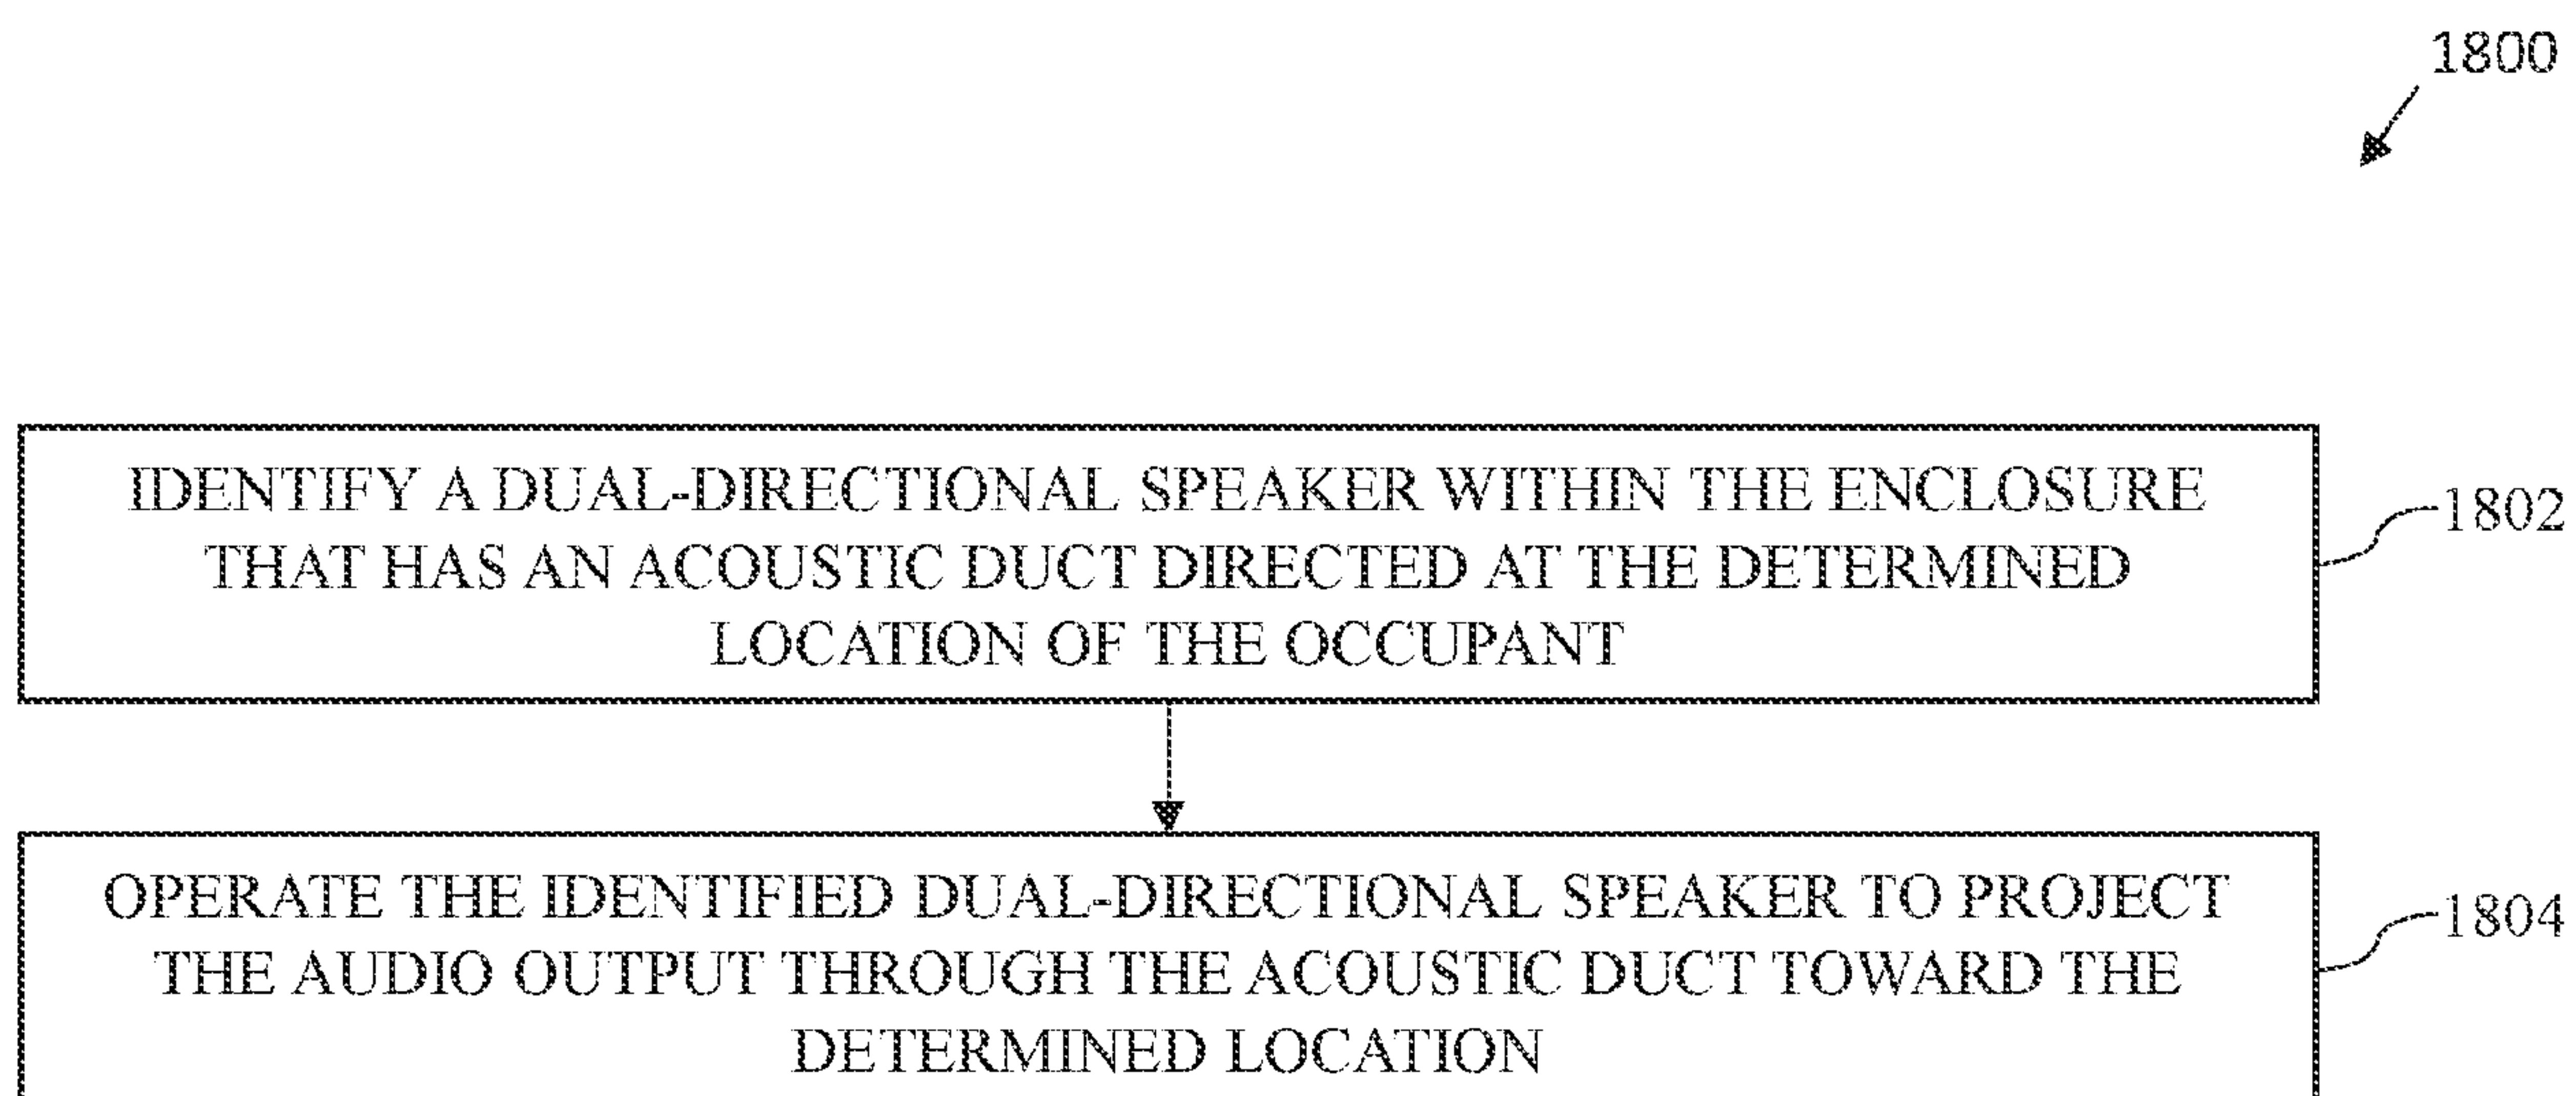 1800
IDENTIFY A DUAL-DIRECTIONAL SPEAKER WITHIN THE ENCLOSURE
THAT HAS AN ACOUSTIC DUCT DIRECTED AT THE DETERMINED
LOCATION OF THE OCCUPANT
1802
OPERATE THE IDENTIFIED DUAL-DIRECTIONAL SPEAKER TO PROJECT
THE AUDIO OUTPUT THROUGH THE ACOUSTIC DUCT TOWARD THE
DETERMINED LOCATION
1804